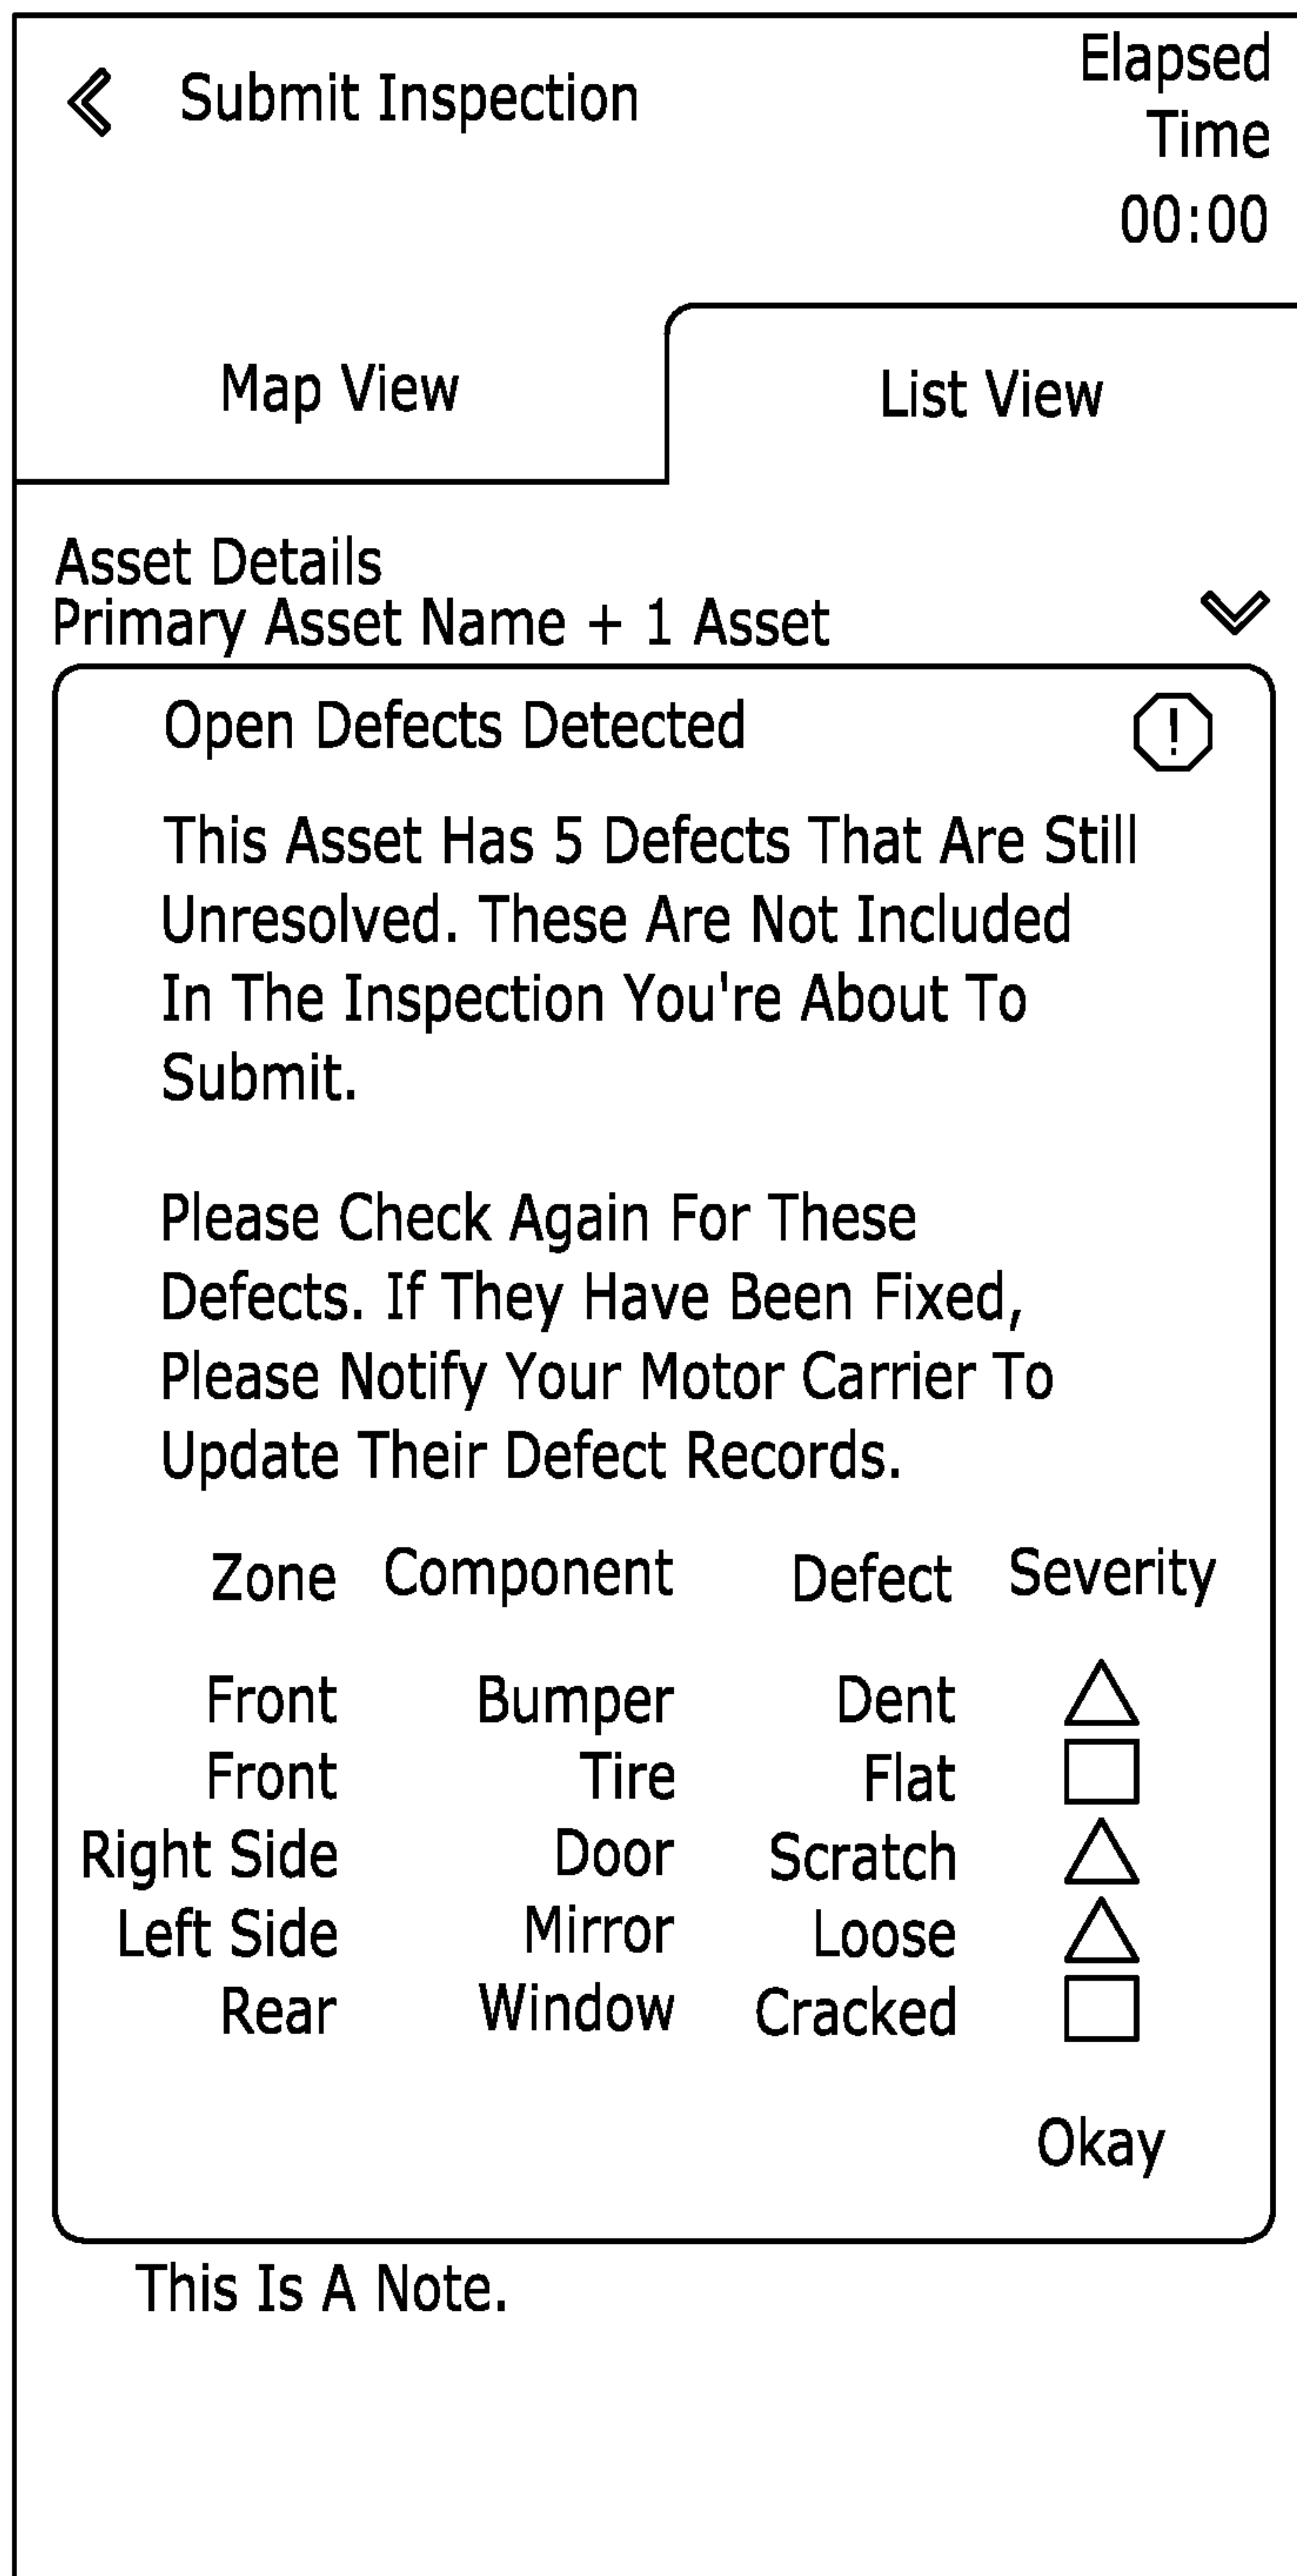 Submit Inspection
Elapsed
Time
00:00
Map View
List View
Asset Details
Primary Asset Name + 1 Asset
Open Defects Detected
!
This Asset Has 5 Defects That Are Still
Unresolved. These Are Not Included
In The Inspection You're About To
Submit.
Please Check Again For These
Defects. If They Have Been Fixed,
Please Notify Your Motor Carrier To
Update Their Defect Records.
Zone Component Defect Severity
Front Bumper Dent
Front Tire Flat
Right Side Door Scratch
Left Side Mirror Loose
Rear Window Cracked
Okay
This Is A Note.